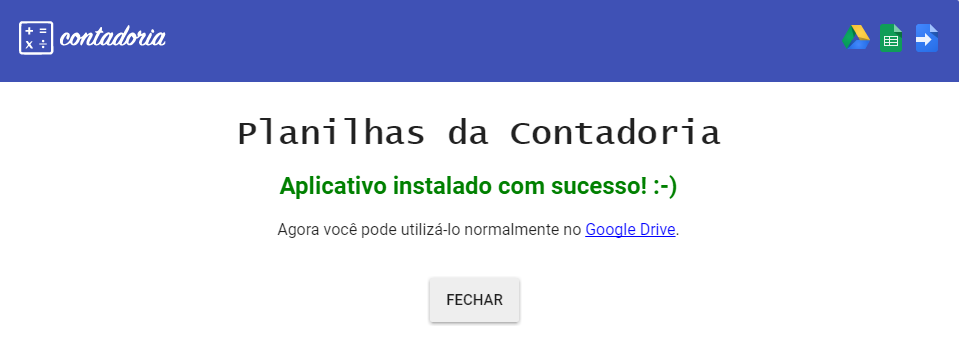 contadoria
Planilhas da Contadoria
Aplicativo instalado com sucesso! :-)
Agora você pode utilizá-lo normalmente no Google Drive.
FECHAR